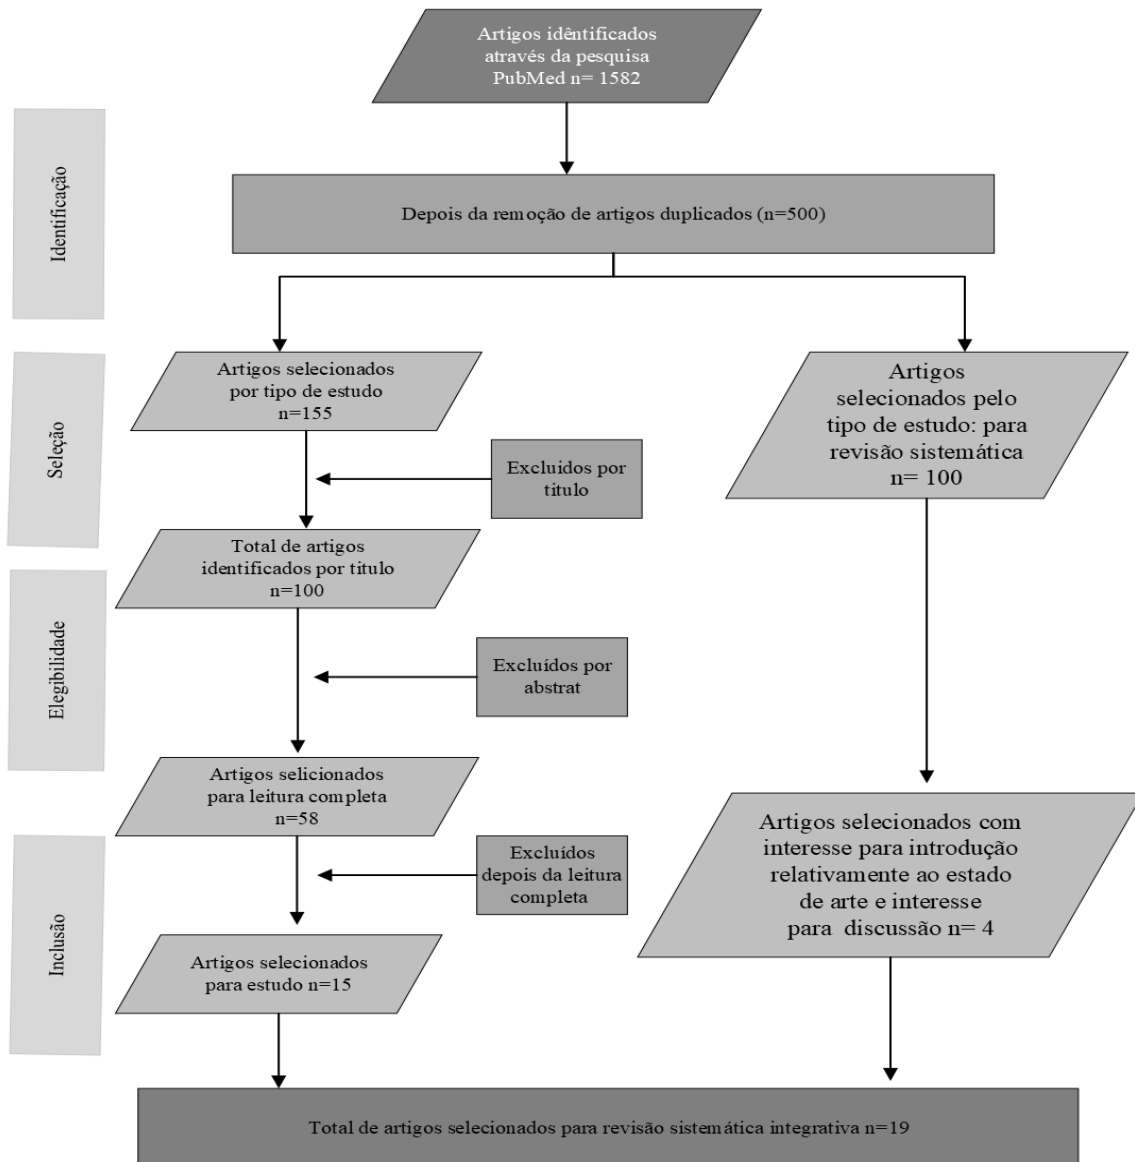 Artigos idêntificados
através da pesquisa
PubMed n= 1582
Identificação
Depois da remoção de artigos duplicados (n=500)
Seleção
Artigos selecionados
por tipo de estudo
n=155
Artigos
selecionados pelo
tipo de estudo: para
revisão sistemática
n= 100
Excluidos por
titulo
Total de artigos
identificados por titulo
n=100
Elegibilidade
Excluídos por
abstrat
Artigos selicionados
para leitura completa
n=58
Artigos selecionados com
interesse para introdução
relativamente ao estado
de arte e interesse
para discussão n= 4
Inclusão
Excluídos
depois da leitura
completa
Artigos selecionados
para estudo n=15
Total de artigos selecionados para revisão sistemática integrativa n=19